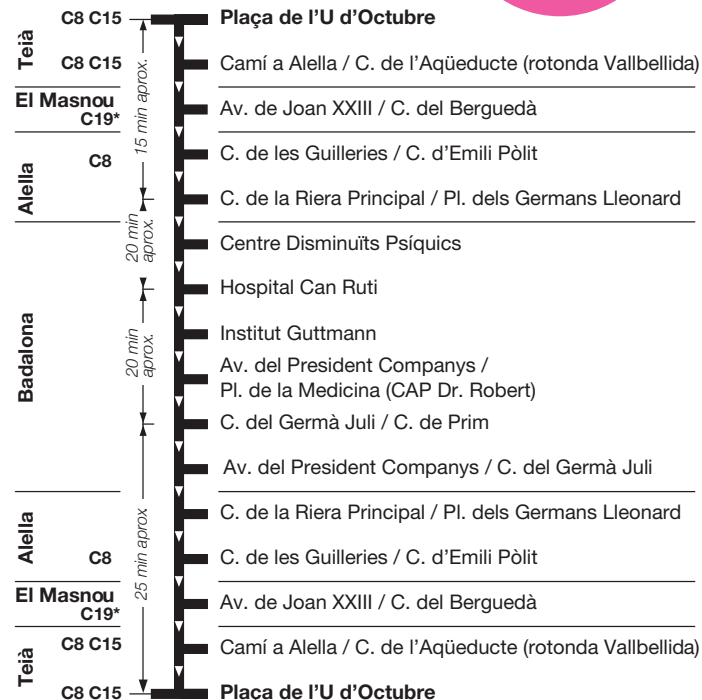 C8 C15 Plaça de l'U d'Octubre
Teià
C8 C15 Camí a Alella / C. de l'Aqüeducte (rotonda Vallbellida)
El Masnou
C19* Av. de Joan XXIII / C. del Berguedà
15 min aprox.
Alella
C8 C. de les Guilleries / C. d'Emili Pòlit
C. de la Riera Principal / Pl. dels Germans Lleonard
20 min
aprox.
Centre Disminuïts Psíquics
Hospital Can Ruti
Badalona
20 min
aprox.
Institut Guttmann
Av. del President Companys /
Pl. de la Medicina (CAP Dr. Robert)
C. del Germà Juli / C. de Prim
Av. del President Companys / C. del Germà Juli
25 min aprox
Alella
C. de la Riera Principal / Pl. dels Germans Lleonard
C8 C. de les Guilleries / C. d'Emili Pòlit
El Masnou
C19* Av. de Joan XXIII / C. del Berguedà
Teià
C8 C15 Camí a Alella / C. de l'Aqüeducte (rotonda Vallbellida)
C8 C15 Plaça de l'U d'Octubre